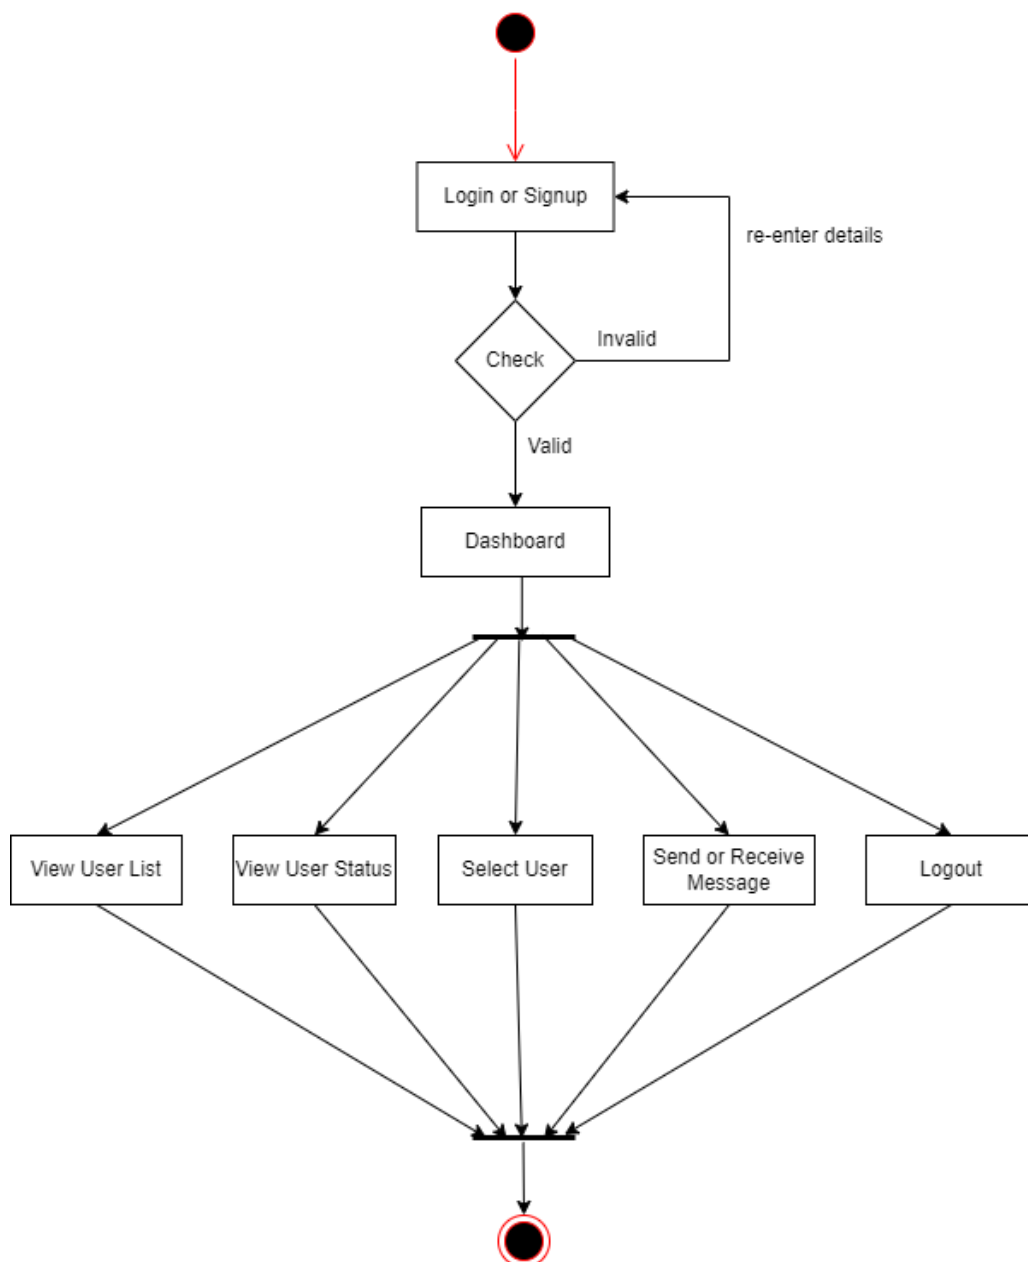 Login or Signup
re-enter details
Invalid
Check
Valid
Dashboard
View User List
View User Status
Select User
Send or Receive
Message
Logout